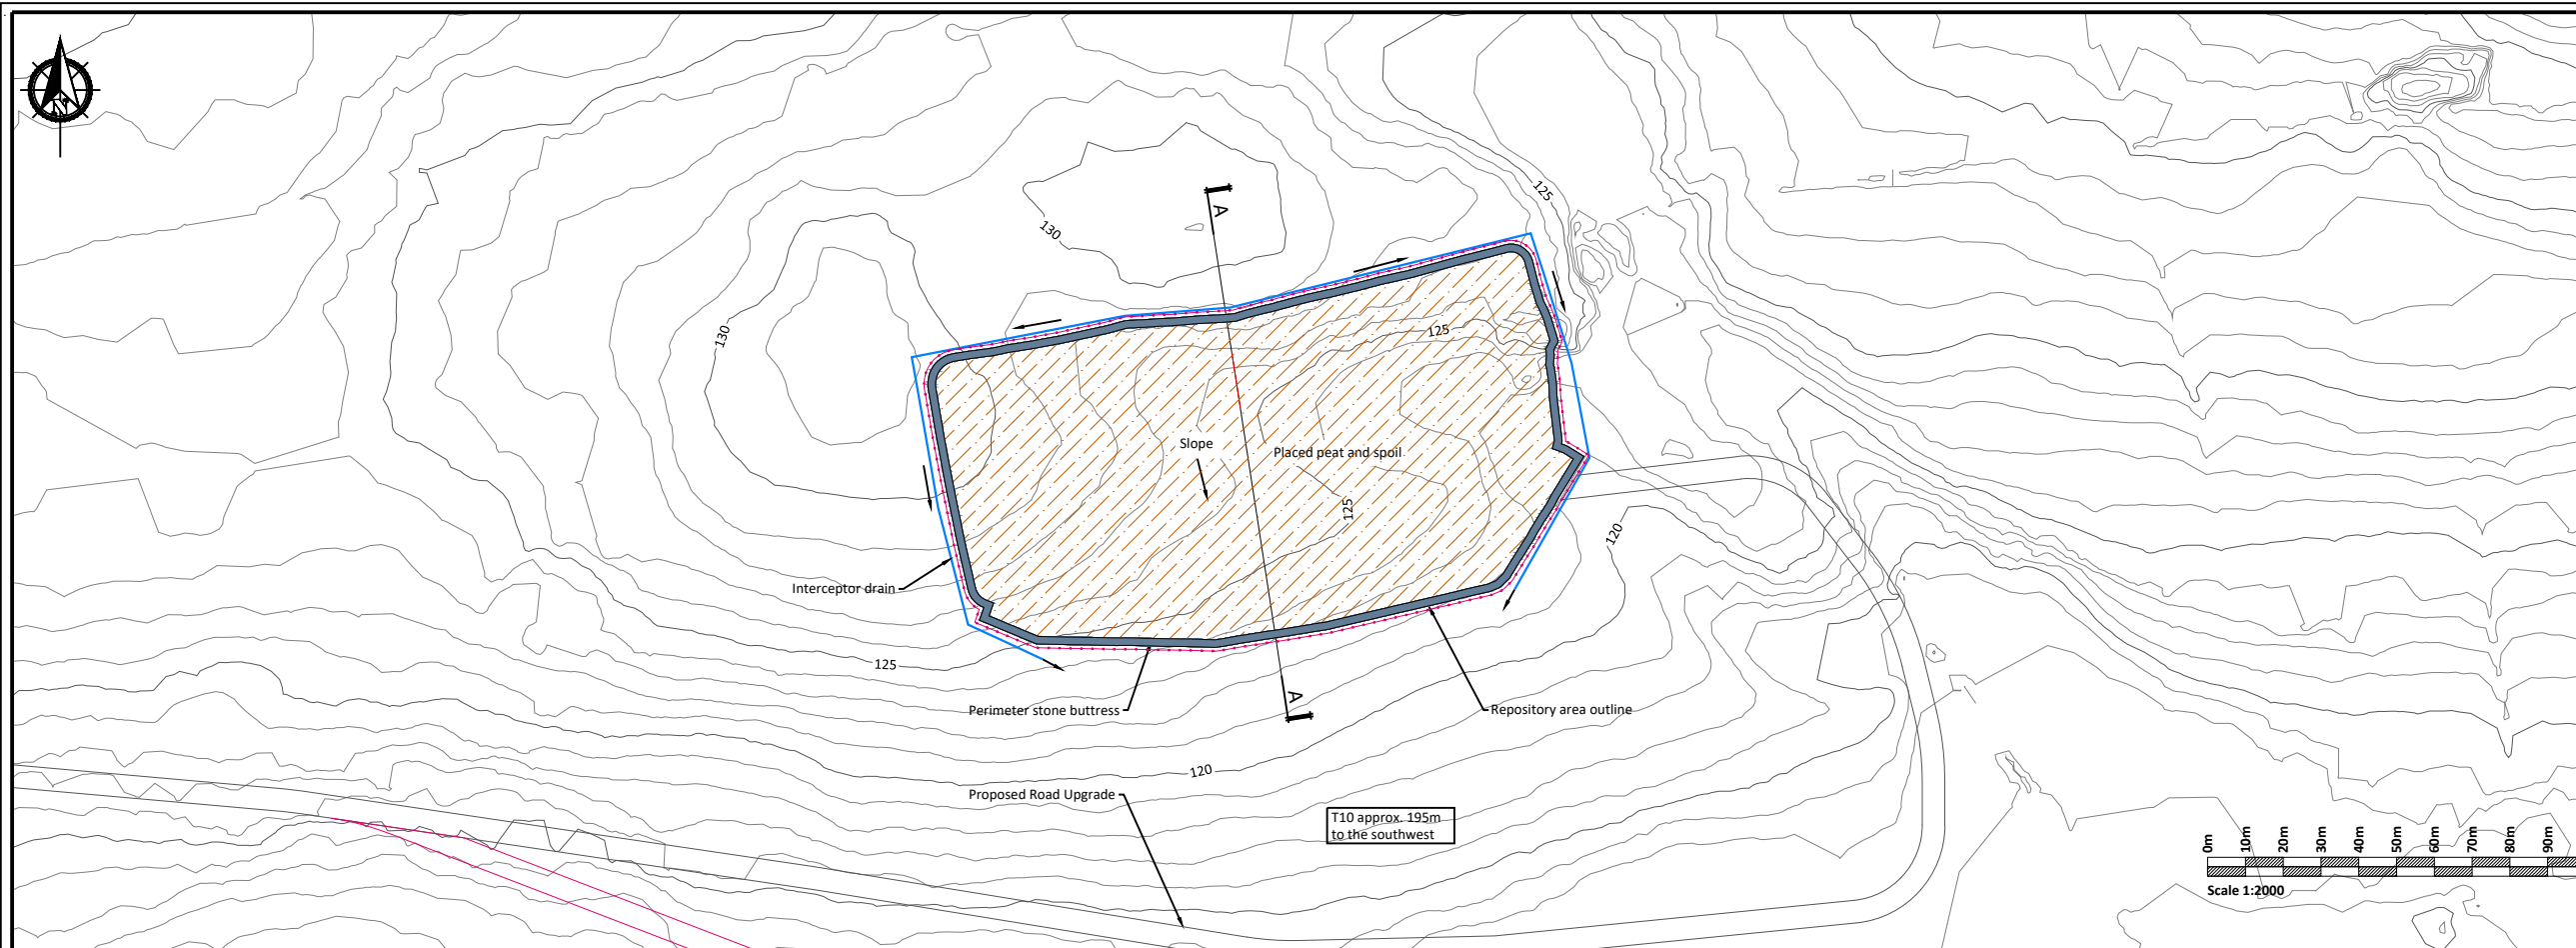 N
125
A
130
130
125
Slope
Placed peat and spoil
125
120
Interceptor drain
125
A
Perimeter stone buttress
Repository area outline
120
Proposed Road Upgrade
T10 approx. 195m
to the southwest
0m 10m 20m 30m 40m 50m 60m 70m 80m 90m
Scale 1:2000